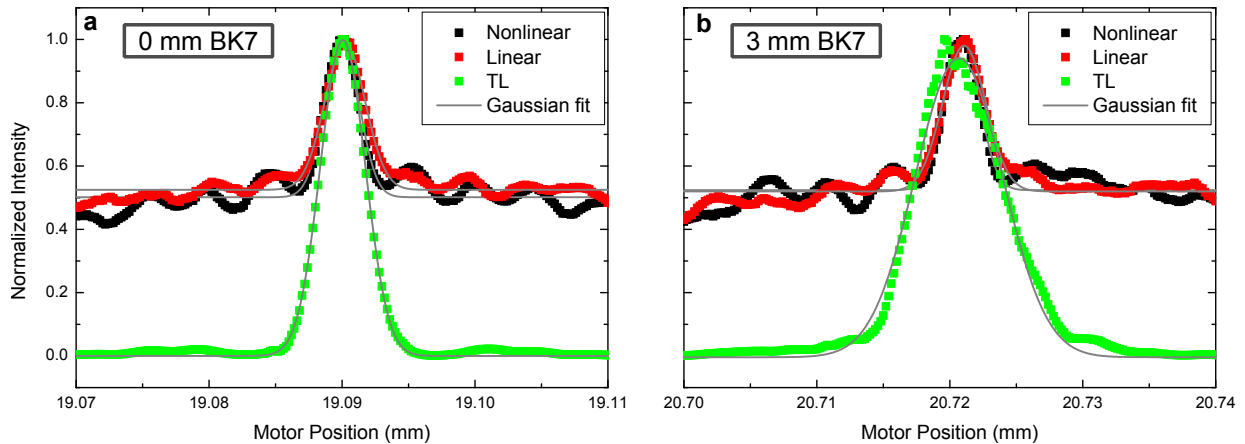 a
0 mm BK7
Nonlinear
Linear
TL
Gaussian fit
1.0
0.8
0.6
0.4
0.2
0.0
Normalized Intensity
19.07
19.08
19.09
19.10
19.11
Motor Position (mm)
b
3 mm BK7
Nonlinear
Linear
TL
Gaussian fit
20.70
20.71
20.72
20.73
20.74
Motor Position (mm)